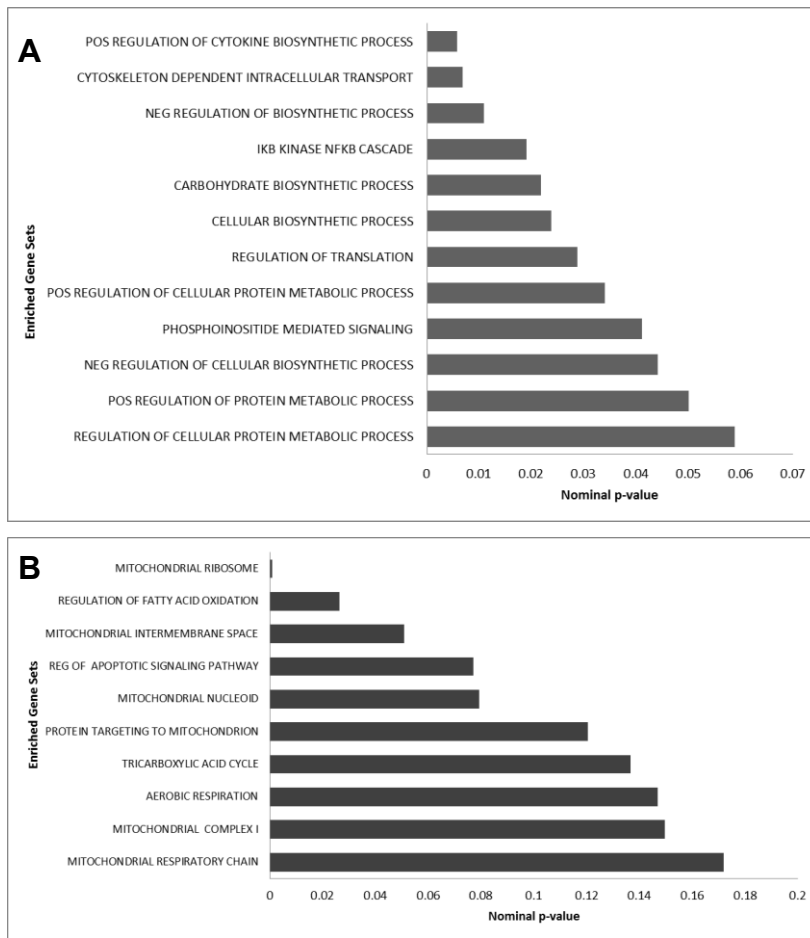 A
POS REGULATION OF CYTOKINE BIOSYNTHETIC PROCESS
CYTOSKELETON DEPENDENT INTRACELLULAR TRANSPORT
NEG REGULATION OF BIOSYNTHETIC PROCESS
IKB KINASE NFKB CASCADE
CARBOHYDRATE BIOSYNTHETIC PROCESS
CELLULAR BIOSYNTHETIC PROCESS
REGULATION OF TRANSLATION
POS REGULATION OF CELLULAR PROTEIN METABOLIC PROCESS
PHOSPHOINOSITIDE MEDIATED SIGNALING
NEG REGULATION OF CELLULAR BIOSYNTHETIC PROCESS
POS REGULATION OF PROTEIN METABOLIC PROCESS
REGULATION OF CELLULAR PROTEIN METABOLIC PROCESS
Enriched Gene Sets
0 0.01 0.02 0.03 0.04 0.05 0.06 0.07
Nominal p-value
B
MITOCHONDRIAL RIBOSOME
REGULATION OF FATTY ACID OXIDATION
MITOCHONDRIAL INTERMEMBRANE SPACE
REG OF APOPTOTIC SIGNALING PATHWAY
MITOCHONDRIAL NUCLEOID
PROTEIN TARGETING TO MITOCHONDRION
TRICARBOXYLIC ACID CYCLE
AEROBIC RESPIRATION
MITOCHONDRIAL COMPLEX I
MITOCHONDRIAL RESPIRATORY CHAIN
Enriched Gene Sets
0 0.02 0.04 0.06 0.08 0.1 0.12 0.14 0.16 0.18 0.2
Nominal p-value